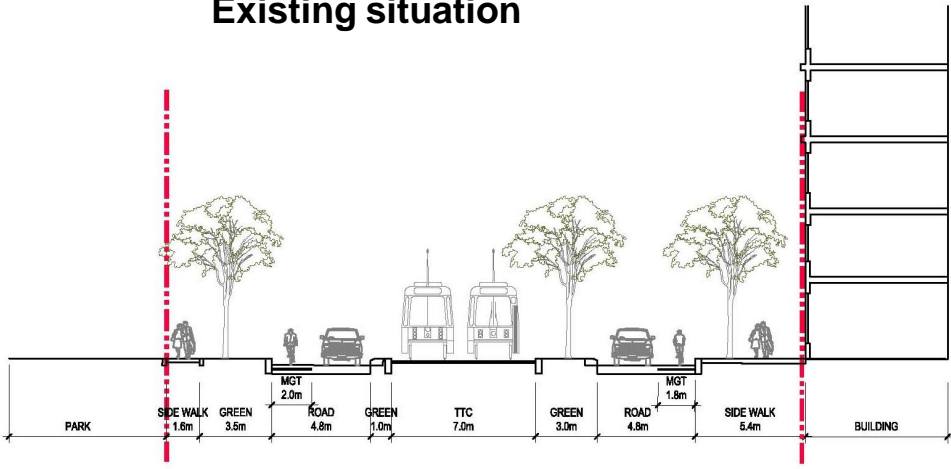 Existing situation
MGT
2.0m
MGT
1.8m
SIDE WALK GREEN ROAD GREEN TTC GREEN ROAD SIDE WALK
PARK 1.6m 3.5m 4.8m 1.0m 7.0m 3.0m 4.8m 5.4m BUILDING